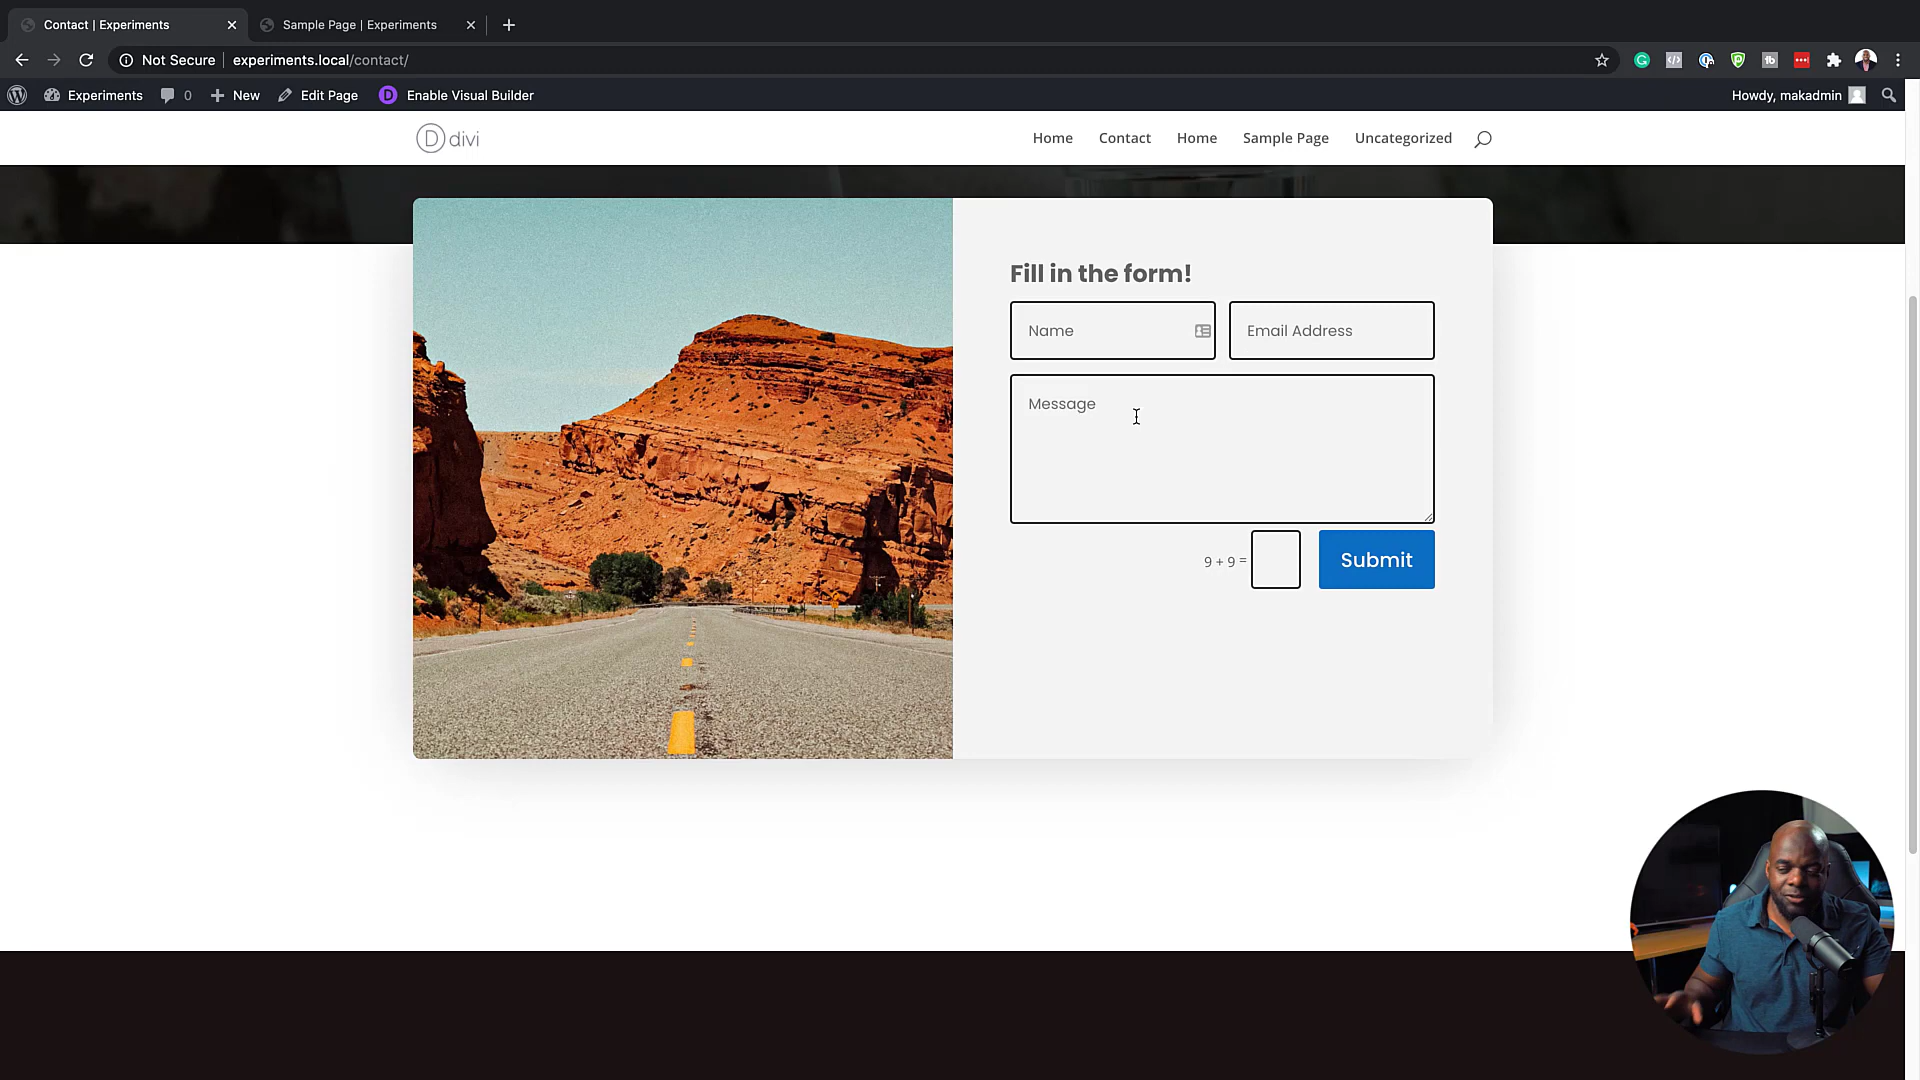 Contact | Experiments
Sample Page | Experiments
Not Secure
experiments.local/contact/
Experiments 0 New Edit Page Enable Visual Builder
Howdy, makadmin
D divi
Home Contact Home Sample Page Uncategorized
Fill in the form!
Name
Email Address
Message
9 + 9 =
Submit